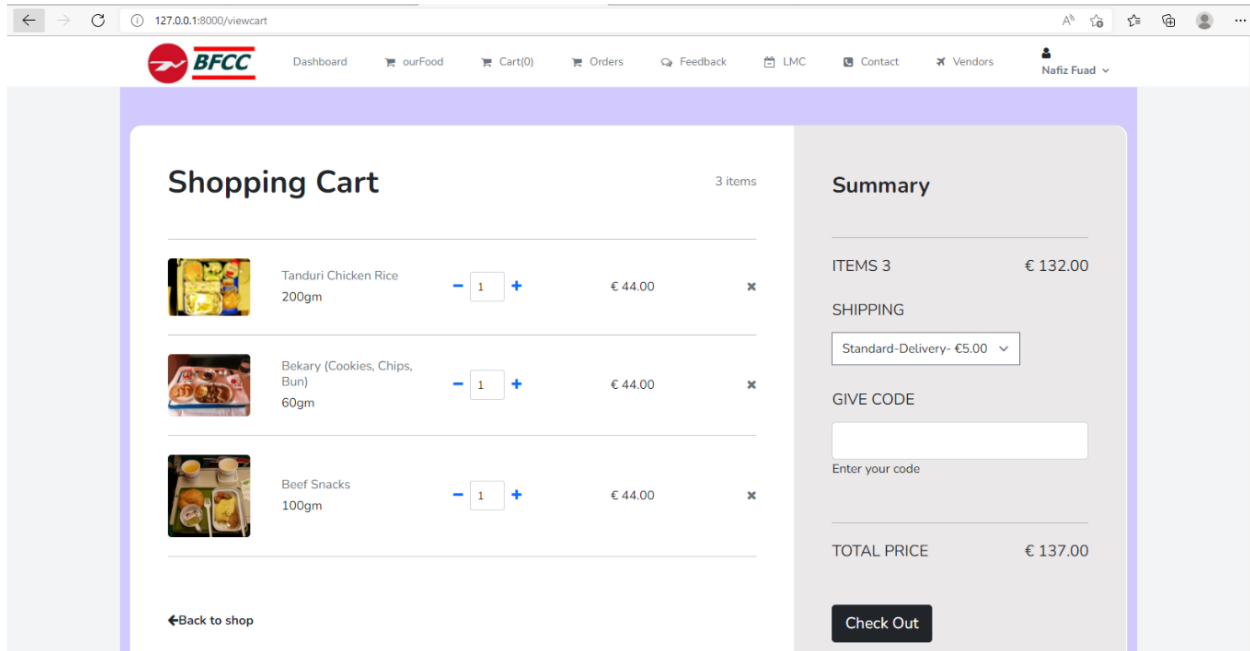 127.0.0.1:8000/viewcart
BFCC Dashboard ourFood Cart(0) Orders Feedback LMC Contact Vendors Nafiz Fuad
Shopping Cart
3 items
Tanduri Chicken Rice
200gm
1
€ 44.00
Bekary (Cookies, Chips,
Bun)
60gm
1
€ 44.00
Beef Snacks
100gm
1
€ 44.00
Back to shop
Summary
ITEMS 3 € 132.00
SHIPPING
Standard-Delivery- €5.00
GIVE CODE
Enter your code
TOTAL PRICE € 137.00
Check Out